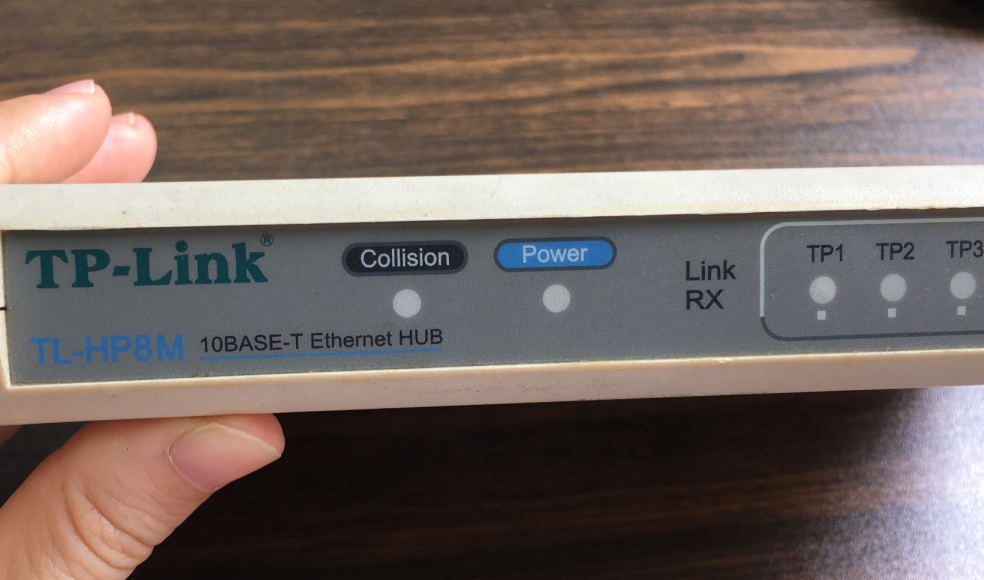 TP-Link®
Collision
Power
Link
RX
TP1 TP2 TP3
TL-HP8M 10BASE-T Ethernet HUB